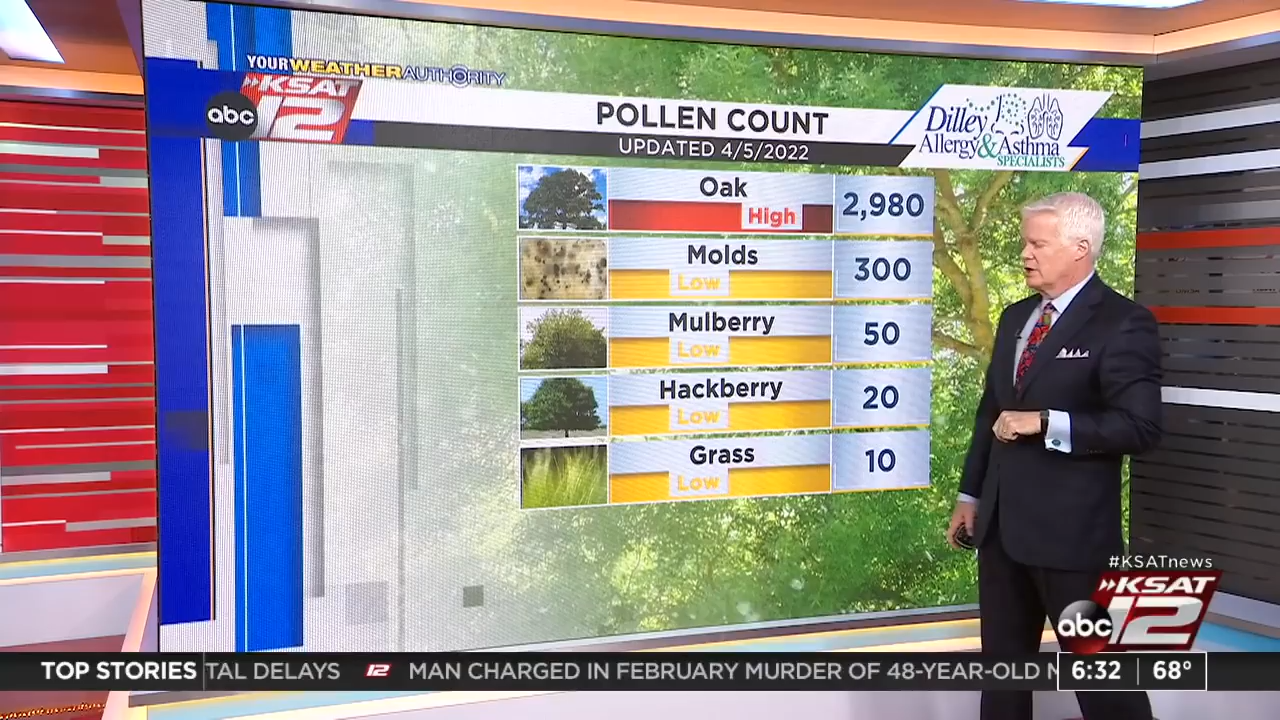 YOUR WEATHER AUTHORITY
KSAT
abc 12
POLLEN COUNT
UPDATED 4/5/2022
Dilley
Allergy & Asthma
SPECIALISTS
Oak
High
2,980
Molds
Low
300
Mulberry
Low
50
Hackberry
Low
20
Grass
Low
10
#KSATnews
KSAT
abc 12
TOP STORIES TAL DELAYS 12 MAN CHARGED IN FEBRUARY MURDER OF 48-YEAR-OLD 6:32 68°